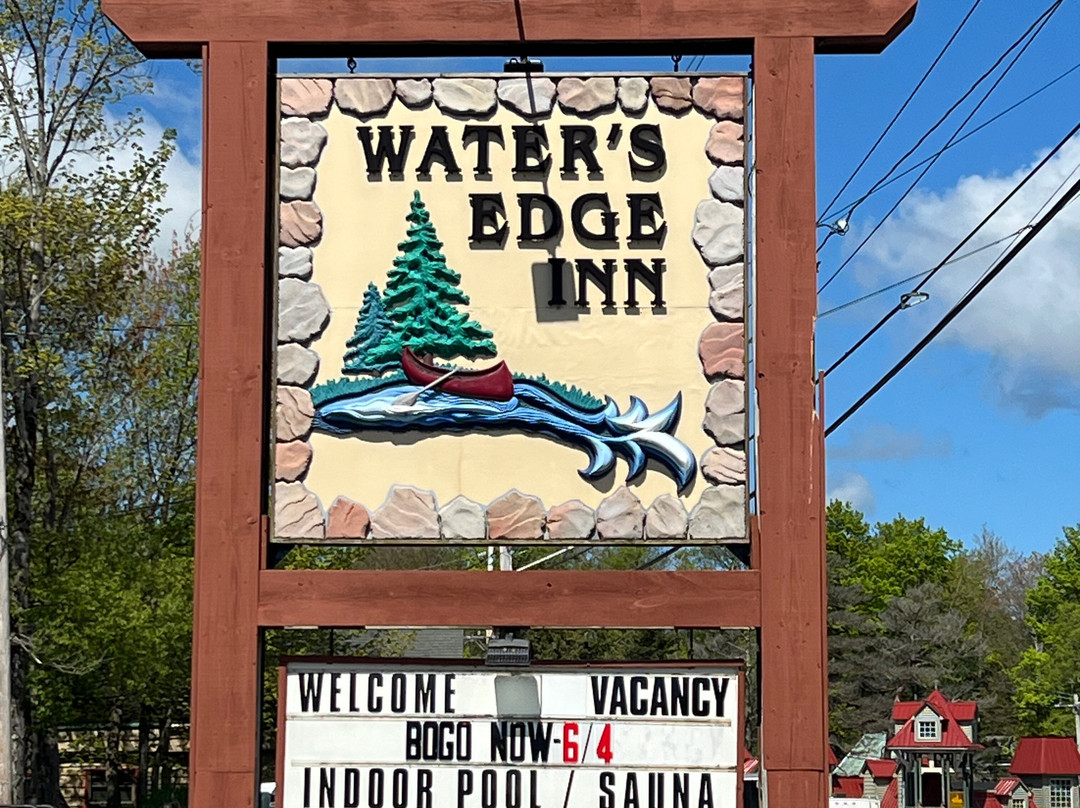 WATER'S
EDGE
INN
WELCOME VACANCY
BOGO NOW-6/4
INDOOR POOL / SAUNA